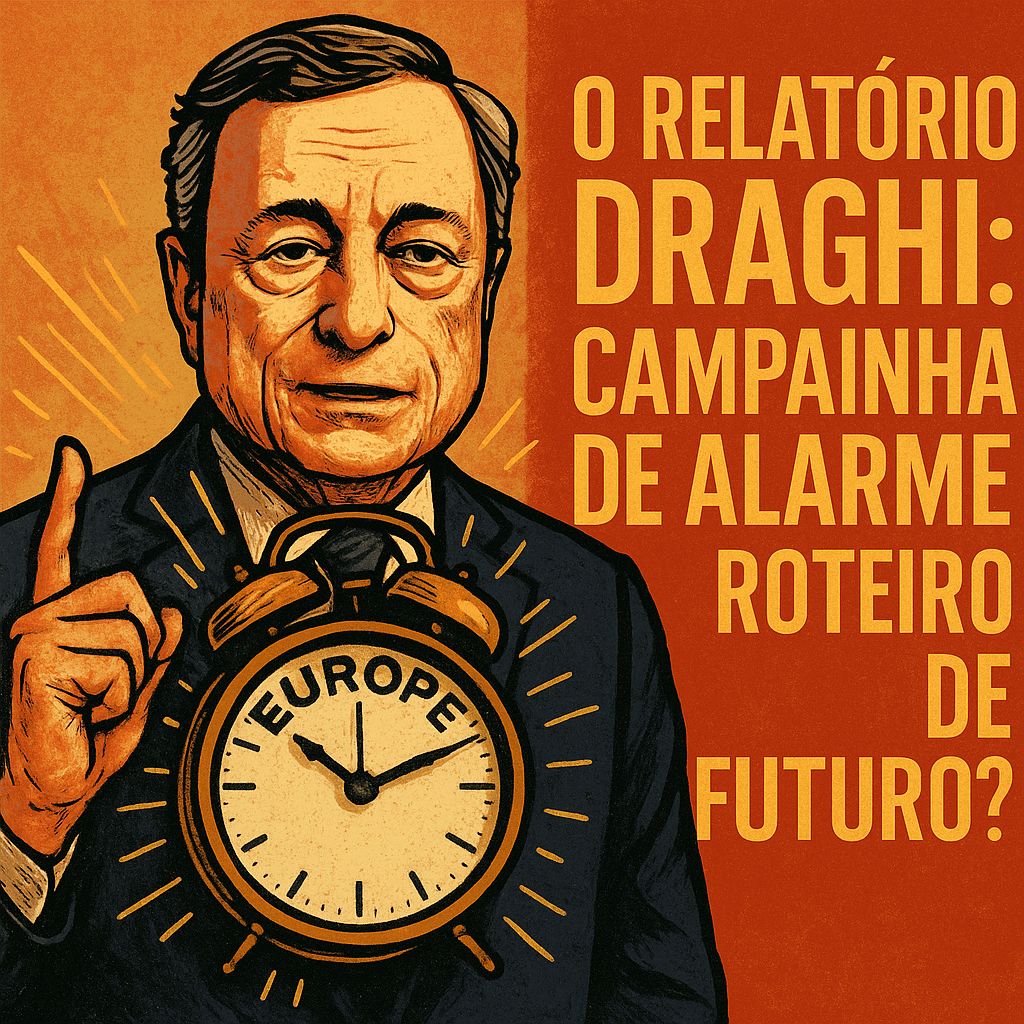 O RELATÓRIO
DRAGHI:
CAMPAINHA
DE ALARME
ROTEIRO
DE
FUTURO?
EUROPE